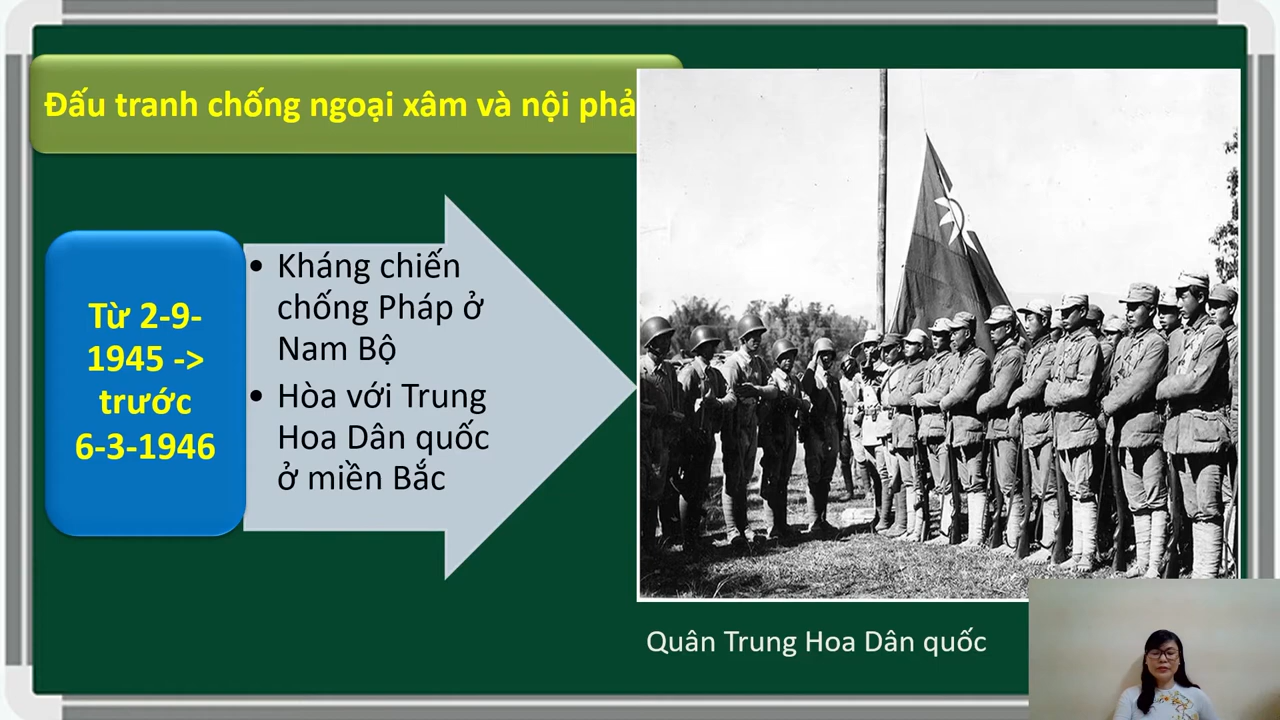 Đấu tranh chống ngoại xâm và nội phả
Từ 2-9-
1945 ->
trước
6-3-1946
• Kháng chiến
chống Pháp ở
Nam Bộ
• Hòa với Trung
Hoa Dân quốc
ở miền Bắc
Quân Trung Hoa Dân quốc